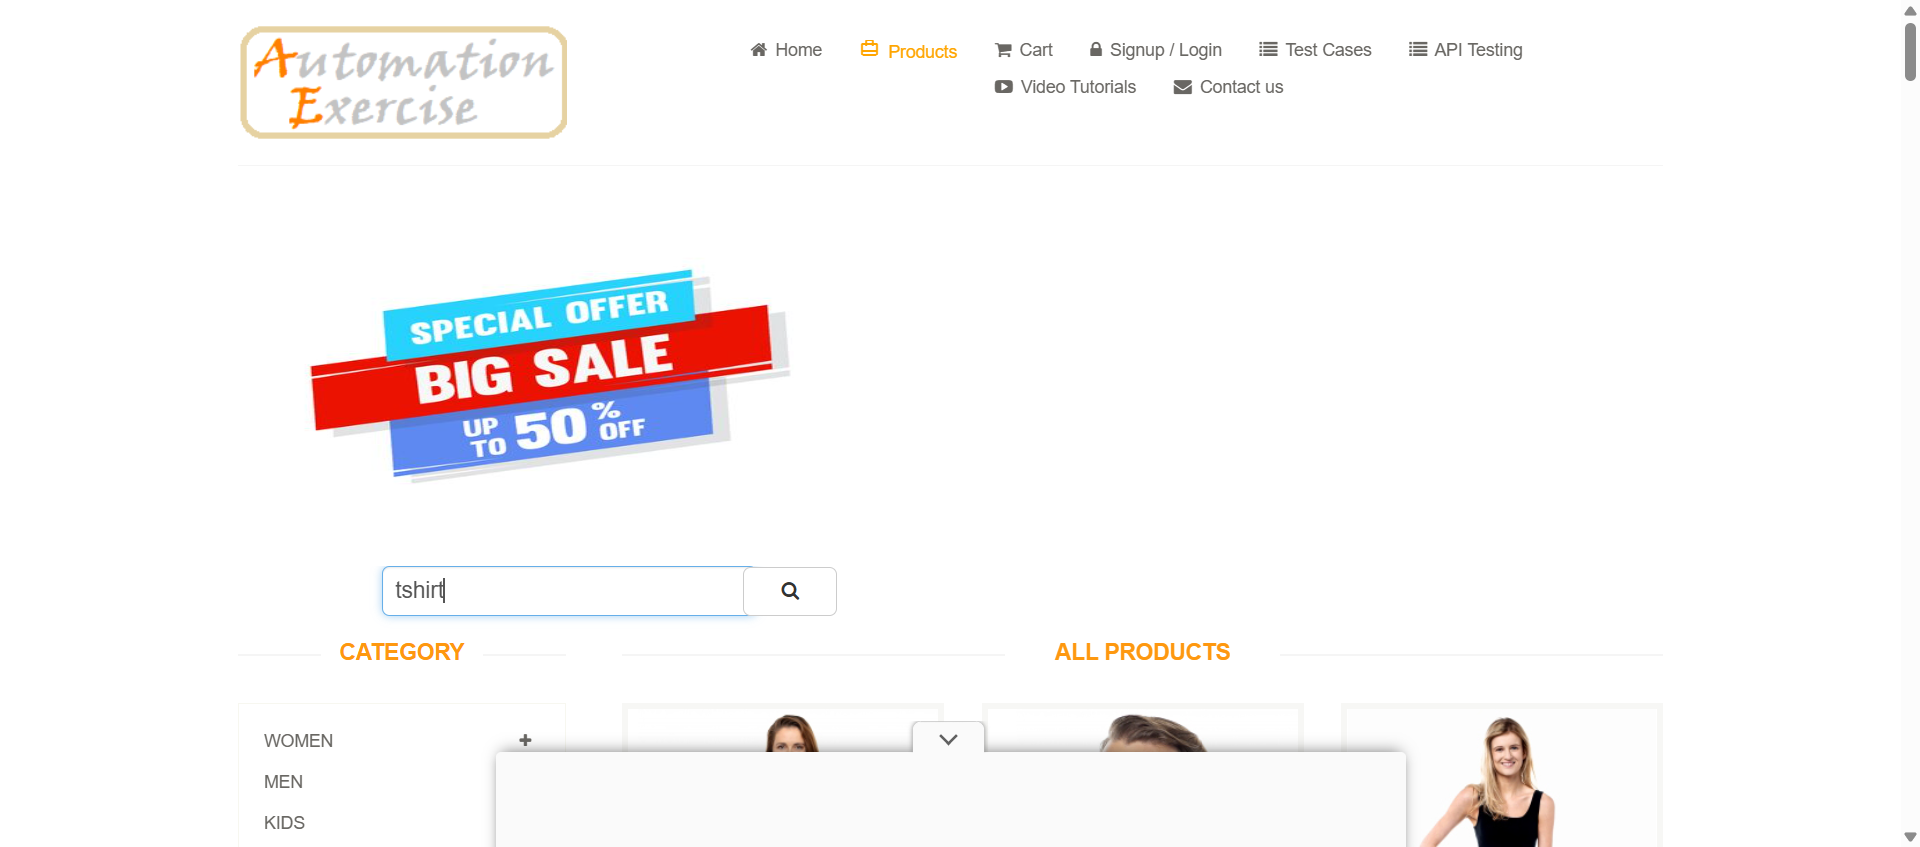 Automation
Exercise
Home
Products
Cart
Signup / Login
Test Cases
API Testing
Video Tutorials
Contact us
SPECIAL OFFER
BIG SALE
UP TO 50% OFF
tshirt
CATEGORY
ALL PRODUCTS
WOMEN
MEN
KIDS